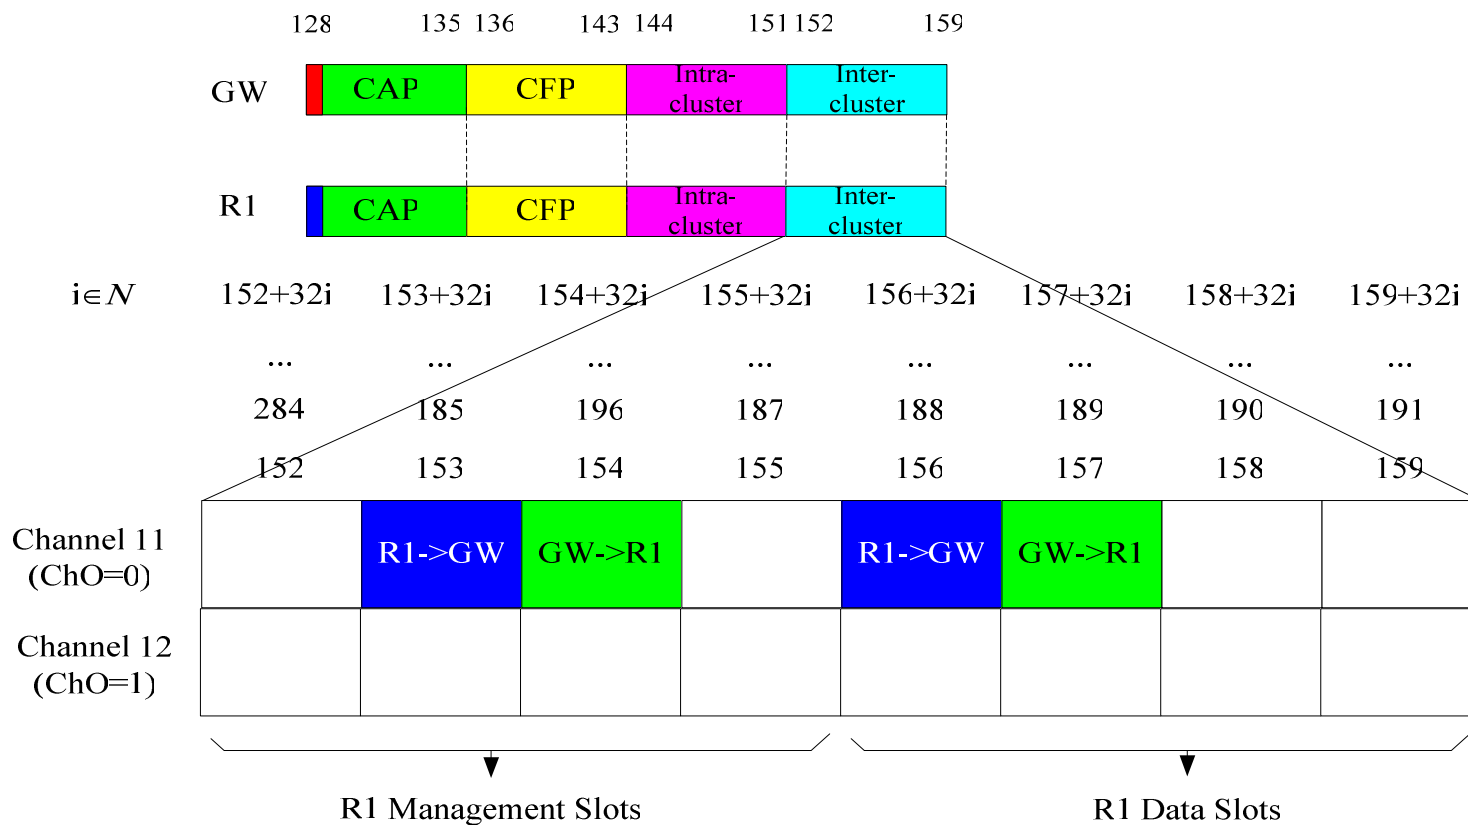 128 135 136 143 144 151 152 159
GW CAP CFP Intra-cluster Inter-cluster
R1 CAP CFP Intra-cluster Inter-cluster
i∈N 152+32i 153+32i 154+32i 155+32i 156+32i 157+32i 158+32i 159+32i
... ... ... ... ... ... ... ...
284 185 196 187 188 189 190 191
152 153 154 155 156 157 158 159
Channel 11
(ChO=0)
R1->GW GW->R1 R1->GW GW->R1
Channel 12
(ChO=1)
R1 Management Slots R1 Data Slots